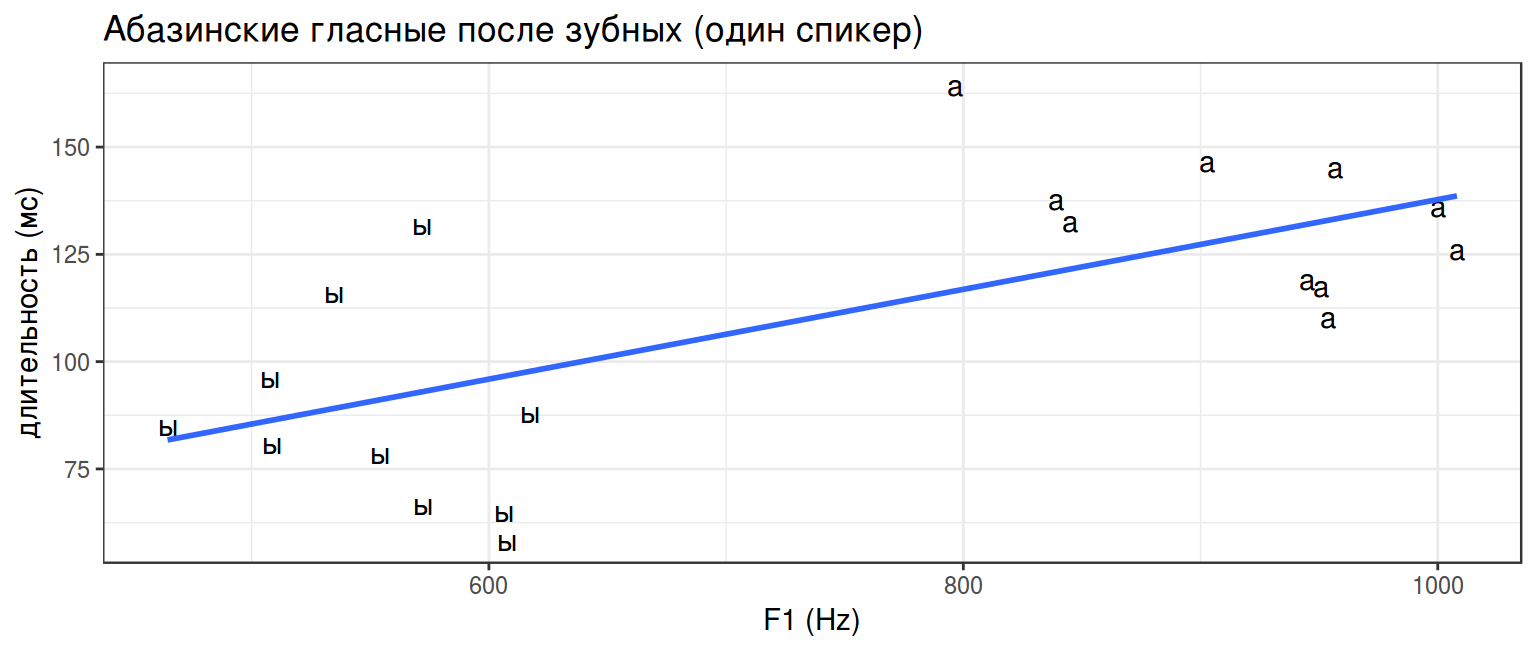 Абазинские гласные после зубных (один спикер)
длительность (мс)
150
125
100
75
а
а
а
а
а
а
а
а
а
а
а
ы
ы
ы
ы
ы
ы
ы
ы
ы
ы
600
800
1000
F1 (Hz)